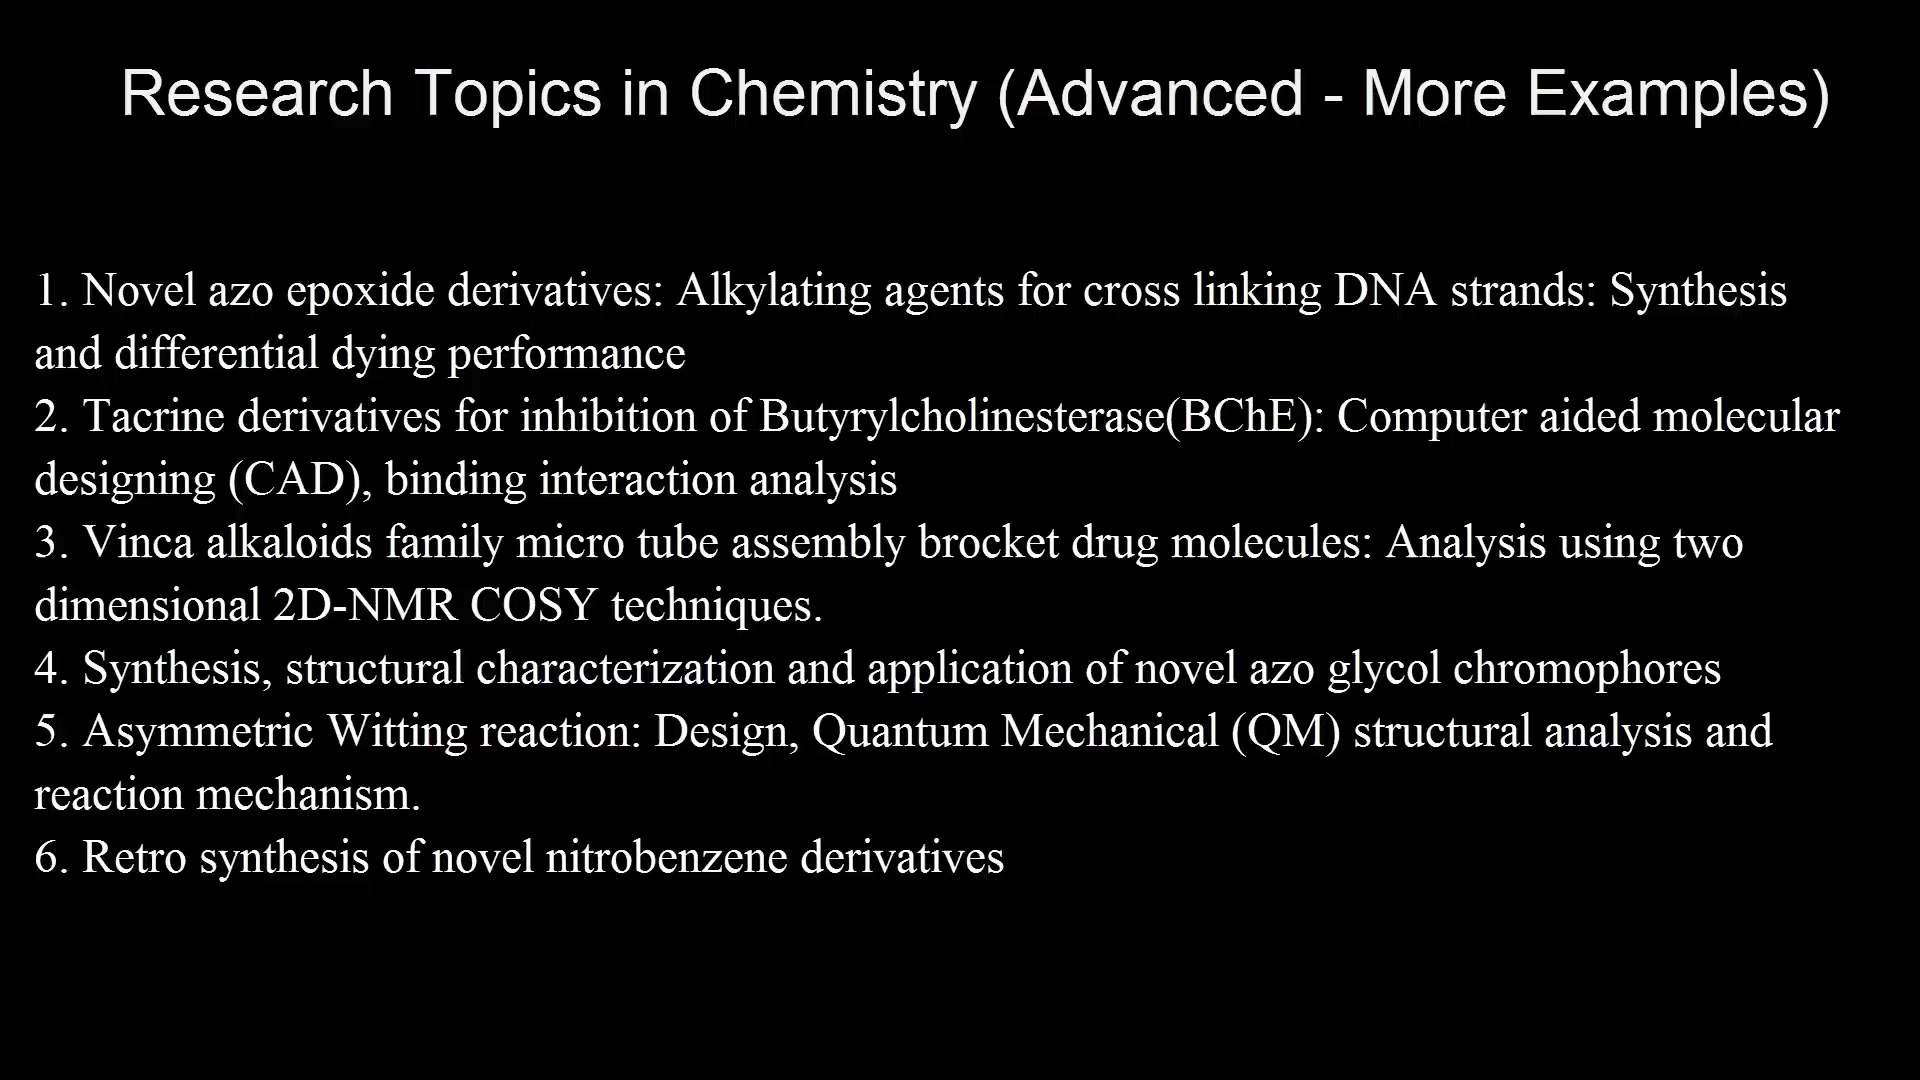 Research Topics in Chemistry (Advanced - More Examples)
1. Novel azo epoxide derivatives: Alkylating agents for cross linking DNA strands: Synthesis
and differential dying performance
2. Tacrine derivatives for inhibition of Butyrylcholinesterase(BChE): Computer aided molecular
designing (CAD), binding interaction analysis
3. Vinca alkaloids family micro tube assembly brocket drug molecules: Analysis using two
dimensional 2D-NMR COSY techniques.
4. Synthesis, structural characterization and application of novel azo glycol chromophores
5. Asymmetric Witting reaction: Design, Quantum Mechanical (QM) structural analysis and
reaction mechanism.
6. Retro synthesis of novel nitrobenzene derivatives